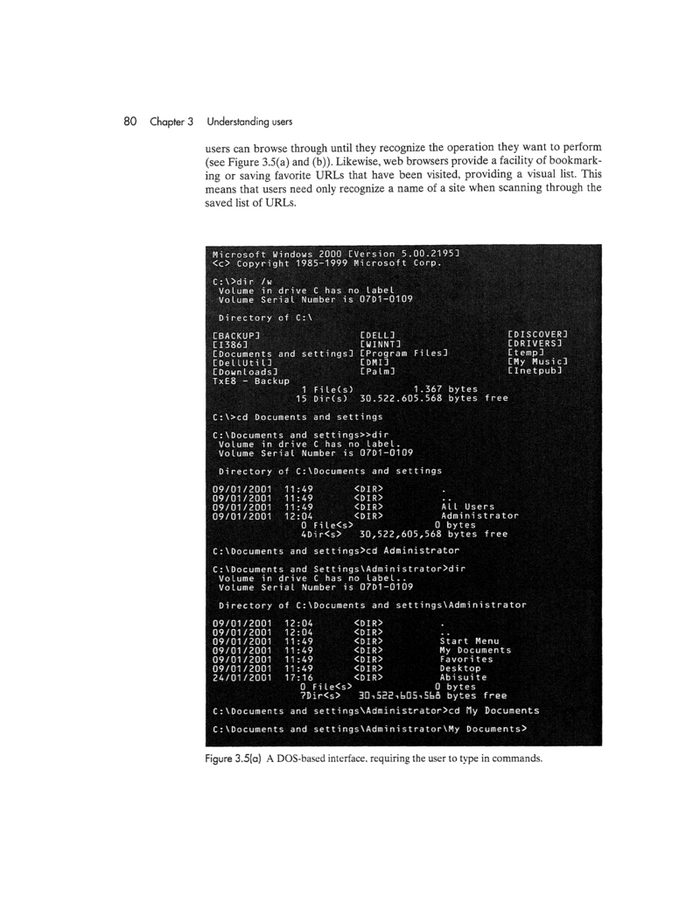 80 Chapter 3 Understanding users
users can browse through until they recognize the operation they want to perform
(see Figure 3.5(a) and (b)). Likewise, web browsers provide a facility of bookmark-
ing or saving favorite URLs that have been visited, providing a visual list. This
means that users need only recognize a name of a site when scanning through the
saved list of URLs.
Microsoft Windows 2000 [Version 5.00.2195]
<c> Copyright 1985-1999 Microsoft Corp.
C:\>dir /w
Volume in drive C has no label
Volume Serial Number is 07D1-0109
Directory of C:\
[BACKUP] [DELL] [DISCOVER]
[I386] [WINNT] [DRIVERS]
[Documents and settings] [Program Files] [temp]
[DellUtil] [DMI] [My Music]
[Downloads] [Palm] [Inetpub]
TxE8 - Backup
1 File(s) 1.367 bytes
15 Dir(s) 30.522.605.568 bytes free
C:\>cd Documents and settings
C:\Documents and settings>>dir
Volume in drive C has no label.
Volume Serial Number is 07D1-0109
Directory of C:\Documents and settings
09/01/2001 11:49 <DIR> .
09/01/2001 11:49 <DIR> ..
09/01/2001 11:49 <DIR> All Users
09/01/2001 12:04 <DIR> Administrator
0 File<s> 0 bytes
4Dir<s> 30,522,605,568 bytes free
C:\Documents and settings>cd Administrator
C:\Documents and Settings\Administrator>dir
Volume in drive C has no label..
Volume Serial Number is 07D1-0109
Directory of C:\Documents and settings\Administrator
09/01/2001 12:04 <DIR> .
09/01/2001 12:04 <DIR> ..
09/01/2001 11:49 <DIR> Start Menu
09/01/2001 11:49 <DIR> My Documents
09/01/2001 11:49 <DIR> Favorites
09/01/2001 11:49 <DIR> Desktop
24/01/2001 17:16 <DIR> Abisuite
0 File<s> 0 bytes
7Dir<s> 30,522,605,568 bytes free
C:\Documents and settings\Administrator>cd My Documents
C:\Documents and settings\Administrator\My Documents>
Figure 3.5(a) A DOS-based interface, requiring the user to type in commands.